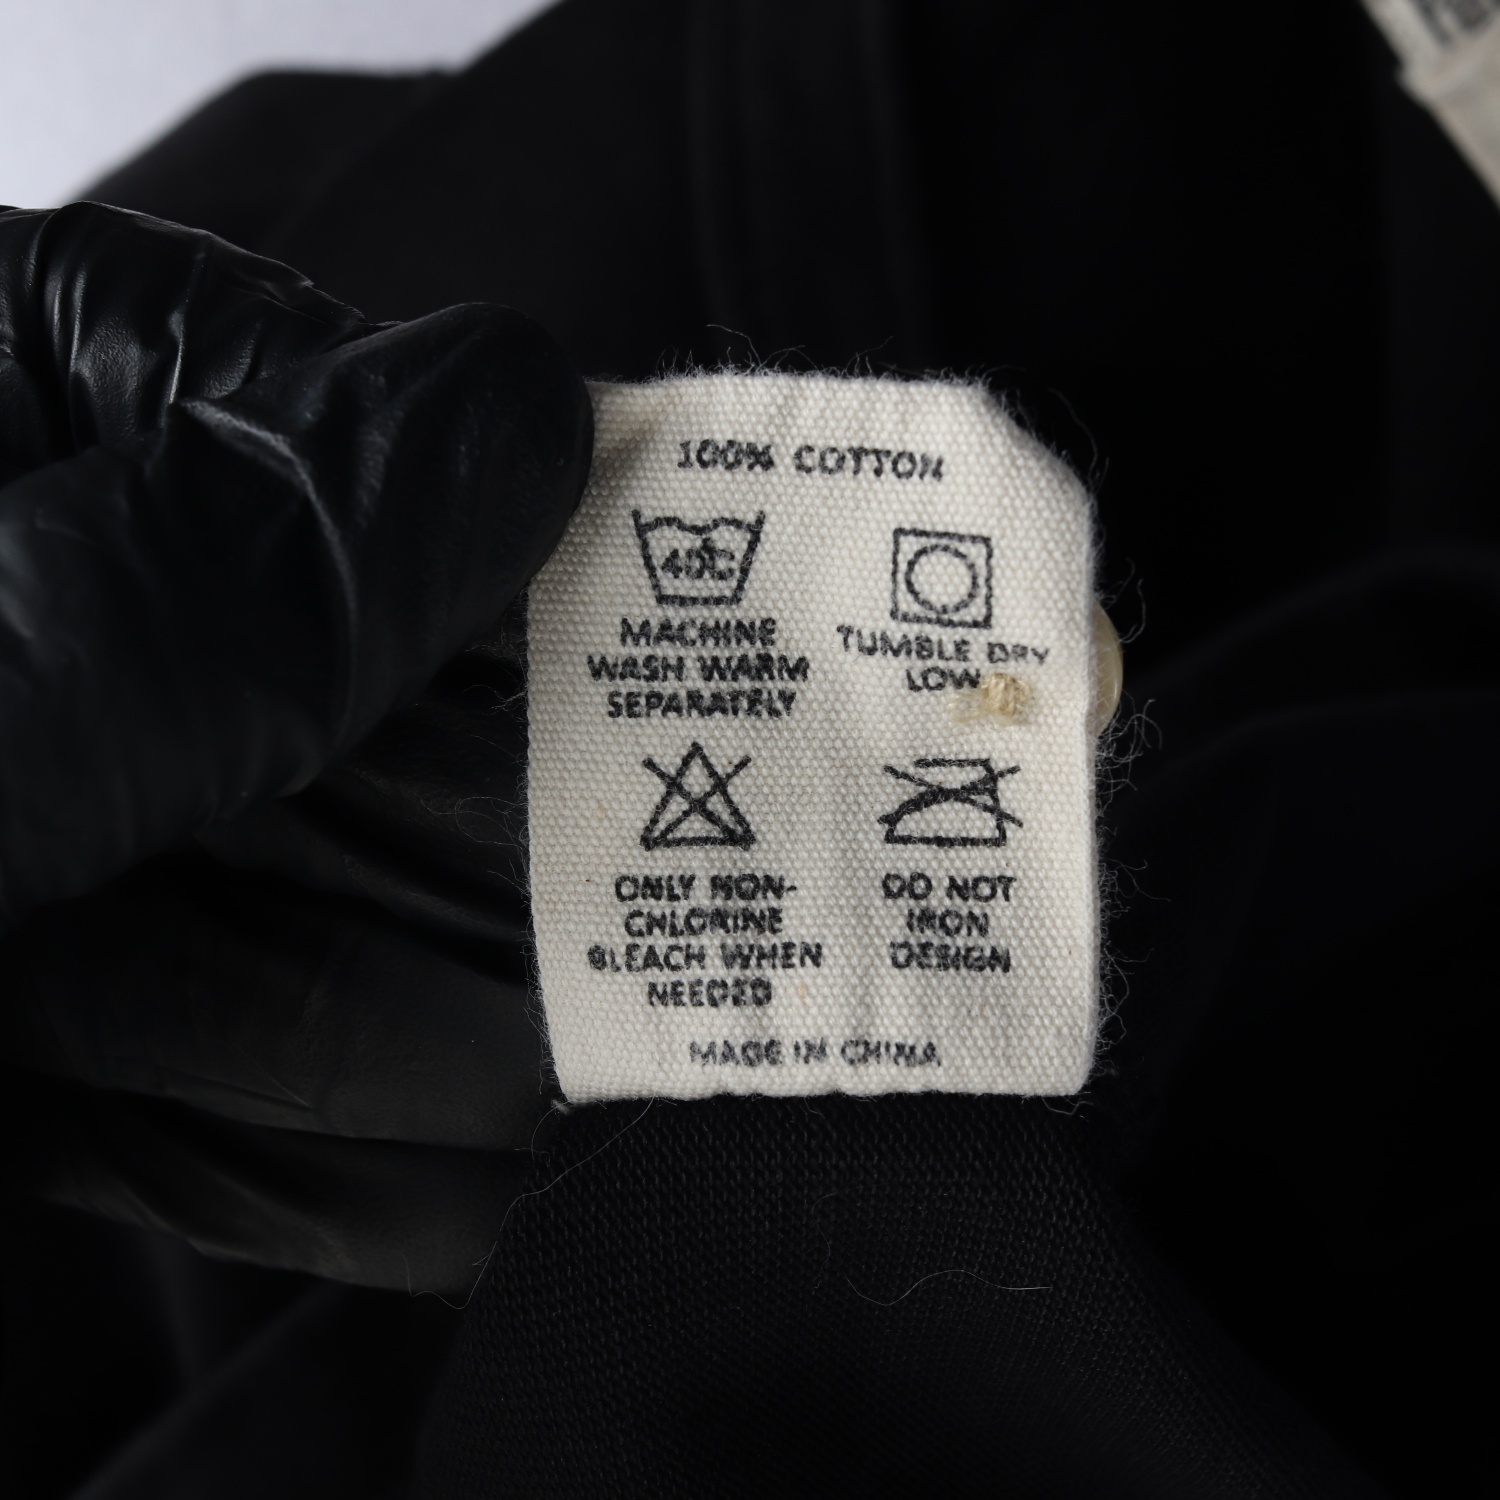 100% COTTON
40C
MACHINE
WASH WARM
SEPARATELY
TUMBLE DRY
LOW
ONLY NON-
CHLORINE
BLEACH WHEN
NEEDED
DO NOT
IRON
DESIGN
MADE IN CHINA